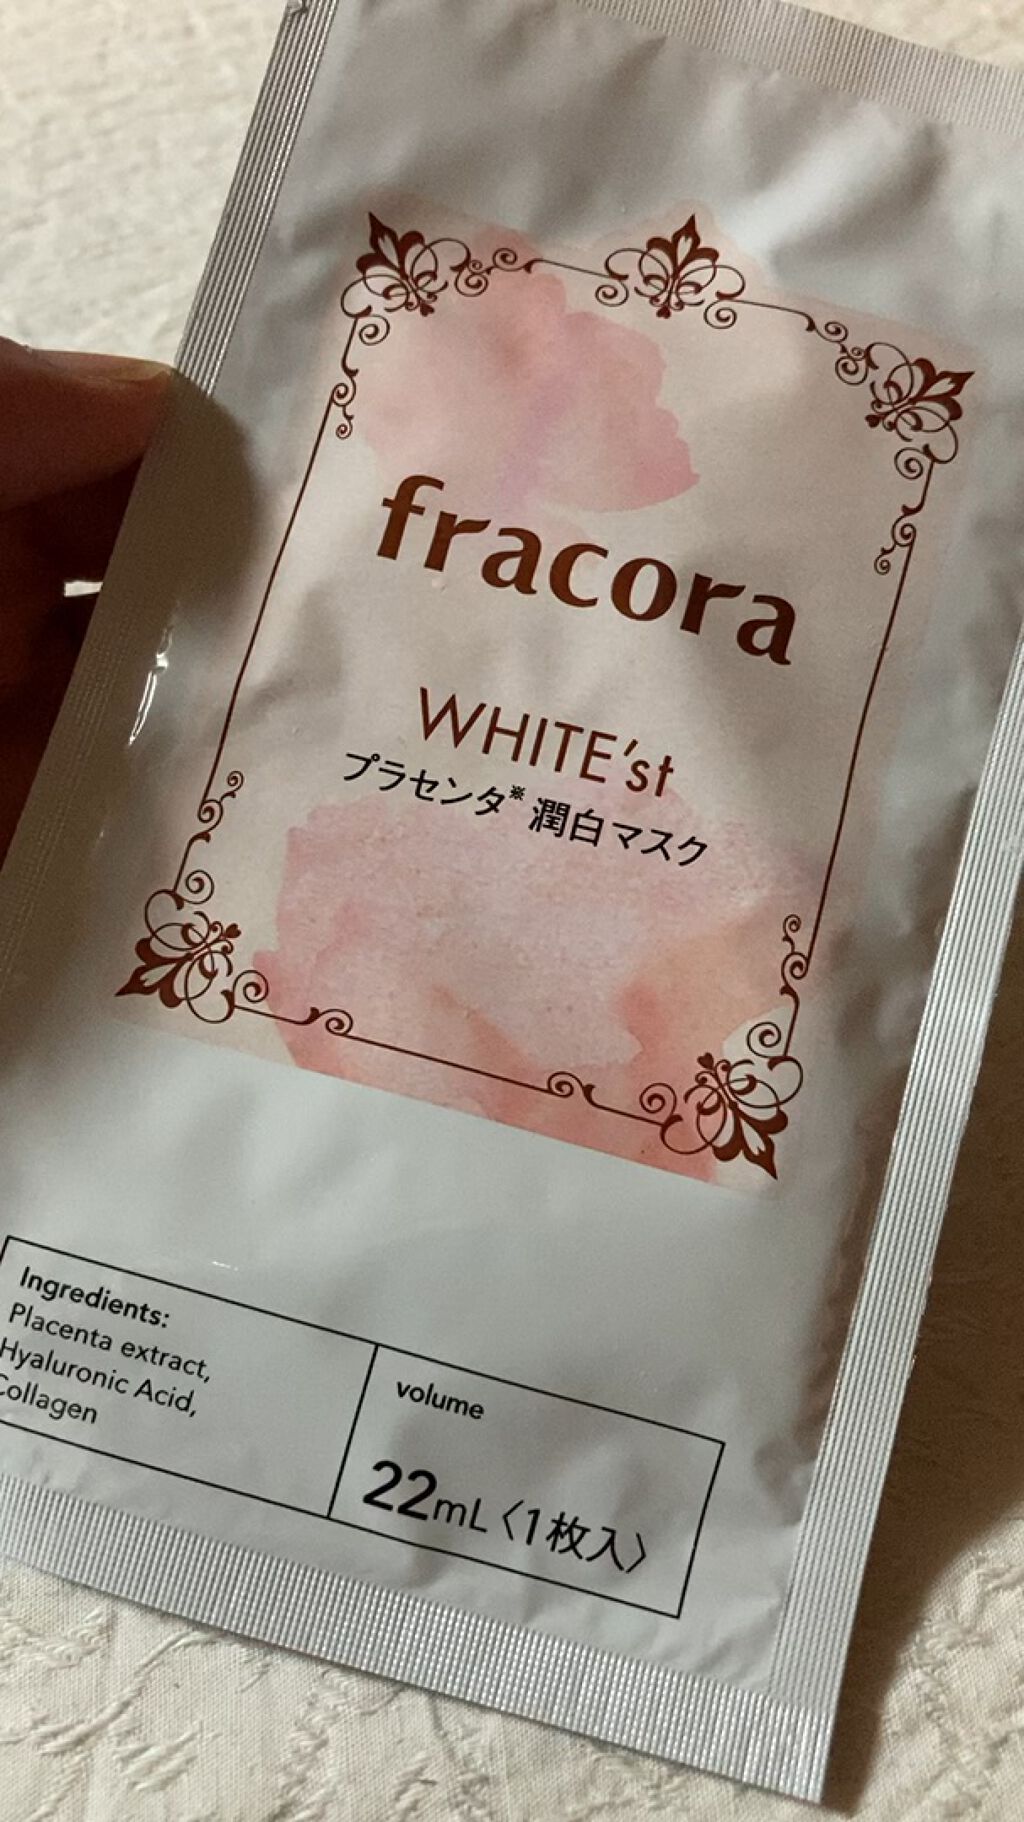 fracora
WHITE'st
プラセンタ※潤白マスク
Ingredients:
Placenta extract,
Hyaluronic Acid,
Collagen
volume
22mL〈1枚入〉